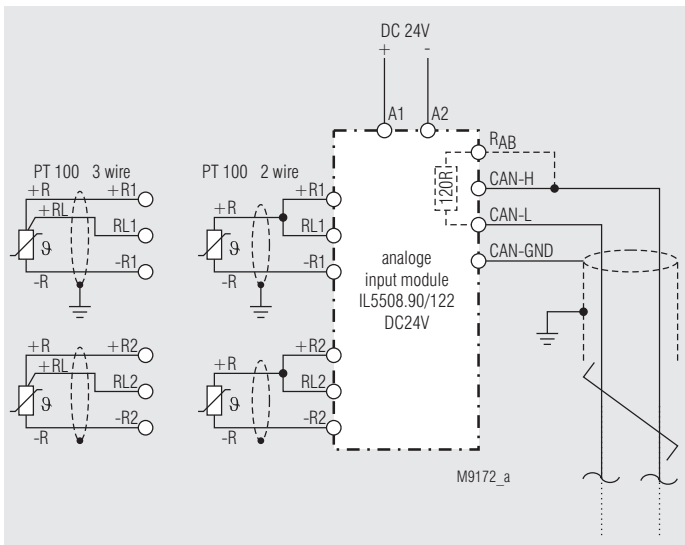 DC 24V
+ -
A1 A2
RAB
120R
CAN-H
CAN-L
CAN-GND
PT 100 3 wire
+R +R1
+RL
RL1
ϑ
-R1
-R
PT 100 2 wire
+R +R1
RL1
ϑ
-R1
-R
analoge
input module
IL5508.90/122
DC24V
+R +R2
+RL
RL2
ϑ
-R2
-R
+R +R2
RL2
ϑ
-R2
-R
M9172_a